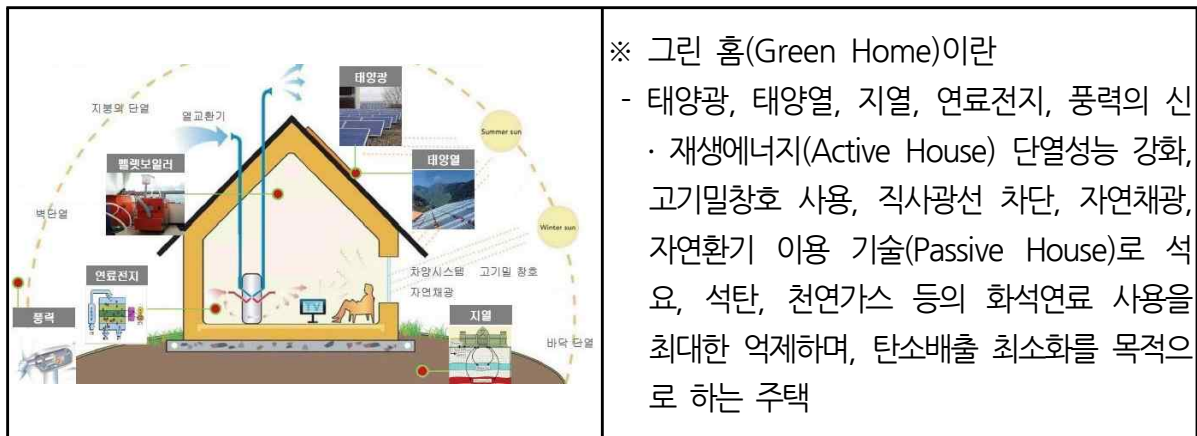 태양광
지붕의 단열
열교환기
Summer sun
펠렛보일러
태양열
벽단열
Winter sun
연료전지
차양시스템 고기밀 창호
자연채광
TV
풍력
지열
바닥 단열
※ 그린 홈(Green Home)이란
- 태양광, 태양열, 지열, 연료전지, 풍력의 신
· 재생에너지(Active House) 단열성능 강화,
고기밀창호 사용, 직사광선 차단, 자연채광,
자연환기 이용 기술(Passive House)로 석
요, 석탄, 천연가스 등의 화석연료 사용을
최대한 억제하며, 탄소배출 최소화를 목적으
로 하는 주택